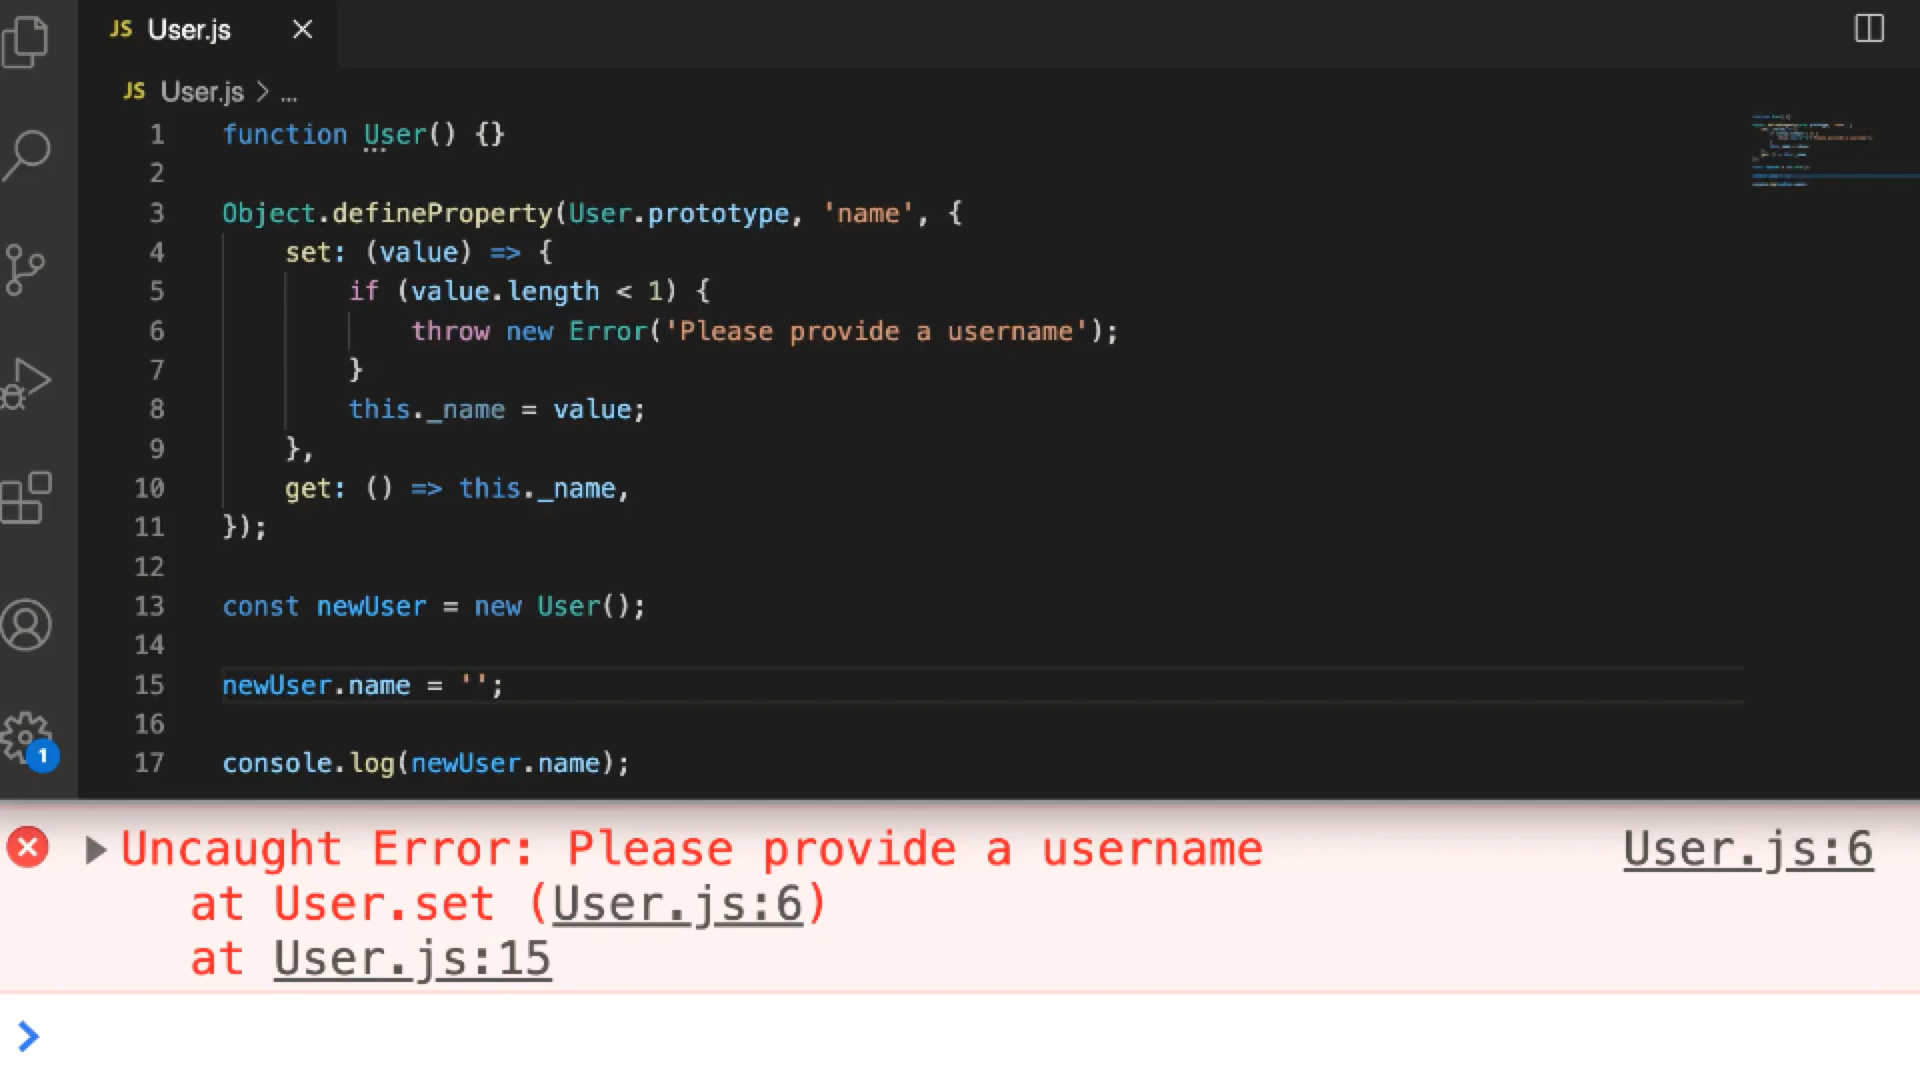 JS User.js
JS User.js > ...
1 function User() {}
2
3 Object.defineProperty(User.prototype, 'name', {
4 set: (value) => {
5 if (value.length < 1) {
6 throw new Error('Please provide a username');
7 }
8 this._name = value;
9 },
10 get: () => this._name,
11 });
12
13 const newUser = new User();
14
15 newUser.name = '';
16
17 console.log(newUser.name);
1
Uncaught Error: Please provide a username User.js:6
at User.set (User.js:6)
at User.js:15